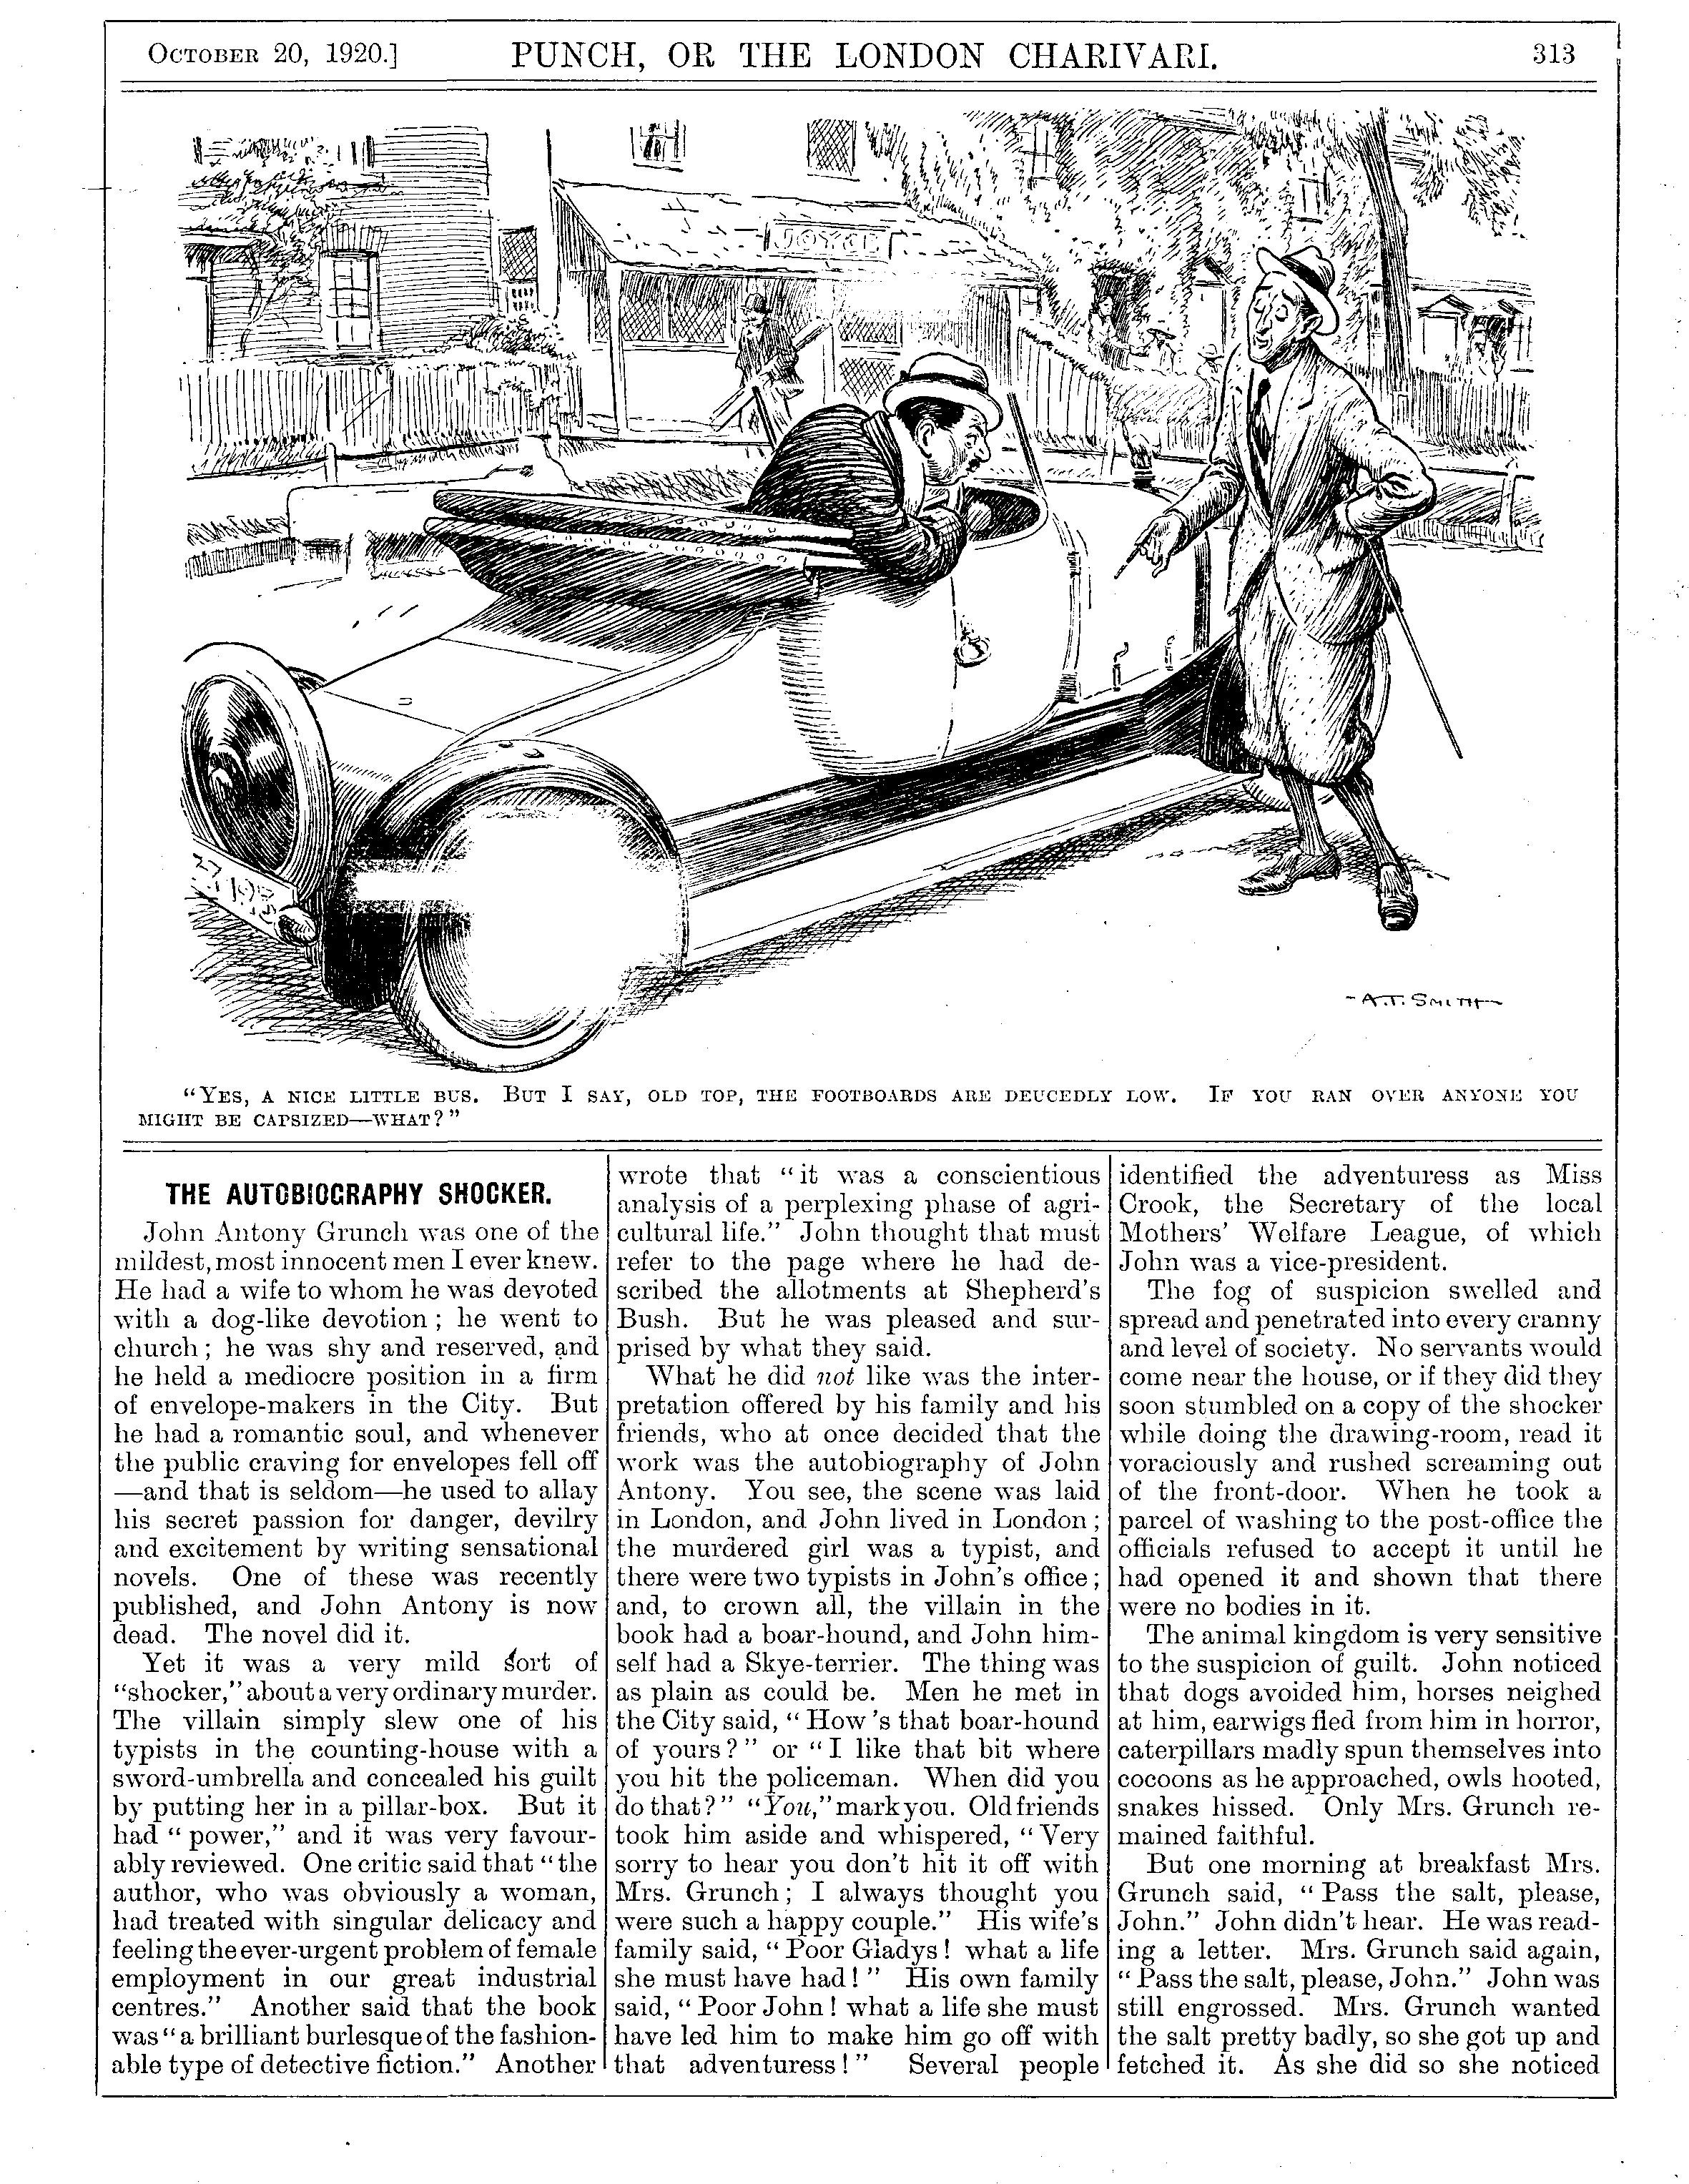 OCTOBER 20, 1920.] PUNCH, OR THE LONDON CHARIVARI. 313
JOYCE
193
-A.T. SMITH-
"YES, A NICE LITTLE BUS. BUT I SAY, OLD TOP, THE FOOTBOARDS ARE DEUCEDLY LOW. IF YOU RAN OVER ANYONE YOU
MIGHT BE CAPSIZED—WHAT?"
THE AUTOBIOGRAPHY SHOCKER.
John Antony Grunch was one of the
mildest, most innocent men I ever knew.
He had a wife to whom he was devoted
with a dog-like devotion; he went to
church; he was shy and reserved, and
he held a mediocre position in a firm
of envelope-makers in the City. But
he had a romantic soul, and whenever
the public craving for envelopes fell off
—and that is seldom—he used to allay
his secret passion for danger, devilry
and excitement by writing sensational
novels. One of these was recently
published, and John Antony is now
dead. The novel did it.
Yet it was a very mild sort of
"shocker," about a very ordinary murder.
The villain simply slew one of his
typists in the counting-house with a
sword-umbrella and concealed his guilt
by putting her in a pillar-box. But it
had "power," and it was very favour-
ably reviewed. One critic said that "the
author, who was obviously a woman,
had treated with singular delicacy and
feeling the ever-urgent problem of female
employment in our great industrial
centres." Another said that the book
was "a brilliant burlesque of the fashion-
able type of detective fiction." Another
wrote that "it was a conscientious
analysis of a perplexing phase of agri-
cultural life." John thought that must
refer to the page where he had de-
scribed the allotments at Shepherd's
Bush. But he was pleased and sur-
prised by what they said.
What he did not like was the inter-
pretation offered by his family and his
friends, who at once decided that the
work was the autobiography of John
Antony. You see, the scene was laid
in London, and John lived in London;
the murdered girl was a typist, and
there were two typists in John's office;
and, to crown all, the villain in the
book had a boar-hound, and John him-
self had a Skye-terrier. The thing was
as plain as could be. Men he met in
the City said, "How's that boar-hound
of yours?" or "I like that bit where
you hit the policeman. When did you
do that?" "You," mark you. Old friends
took him aside and whispered, "Very
sorry to hear you don't hit it off with
Mrs. Grunch; I always thought you
were such a happy couple." His wife's
family said, "Poor Gladys! what a life
she must have had!" His own family
said, "Poor John! what a life she must
have led him to make him go off with
that adventuress!" Several people
identified the adventuress as Miss
Crook, the Secretary of the local
Mothers' Welfare League, of which
John was a vice-president.
The fog of suspicion swelled and
spread and penetrated into every cranny
and level of society. No servants would
come near the house, or if they did they
soon stumbled on a copy of the shocker
while doing the drawing-room, read it
voraciously and rushed screaming out
of the front-door. When he took a
parcel of washing to the post-office the
officials refused to accept it until he
had opened it and shown that there
were no bodies in it.
The animal kingdom is very sensitive
to the suspicion of guilt. John noticed
that dogs avoided him, horses neighed
at him, earwigs fled from him in horror,
caterpillars madly spun themselves into
cocoons as he approached, owls hooted,
snakes hissed. Only Mrs. Grunch re-
mained faithful.
But one morning at breakfast Mrs.
Grunch said, "Pass the salt, please,
John." John didn't hear. He was read-
ing a letter. Mrs. Grunch said again,
"Pass the salt, please, John." John was
still engrossed. Mrs. Grunch wanted
the salt pretty badly, so she got up and
fetched it. As she did so she noticed